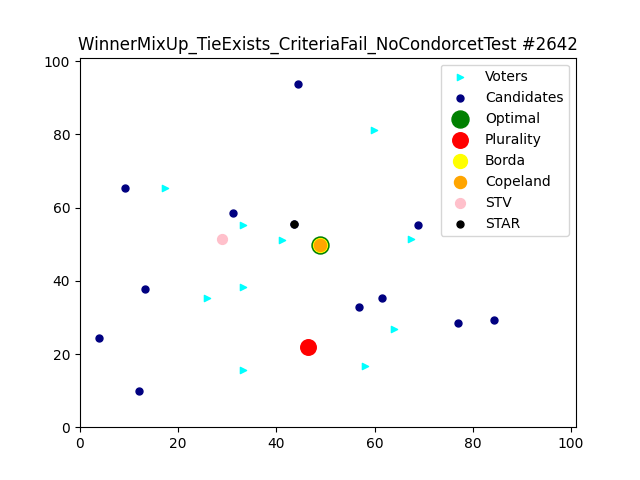 WinnerMixUp_TieExists_CriteriaFail_NoCondorcetTest #2642
100
80
60
40
20
0
0 20 40 60 80 100
Voters
Candidates
Optimal
Plurality
Borda
Copeland
STV
STAR